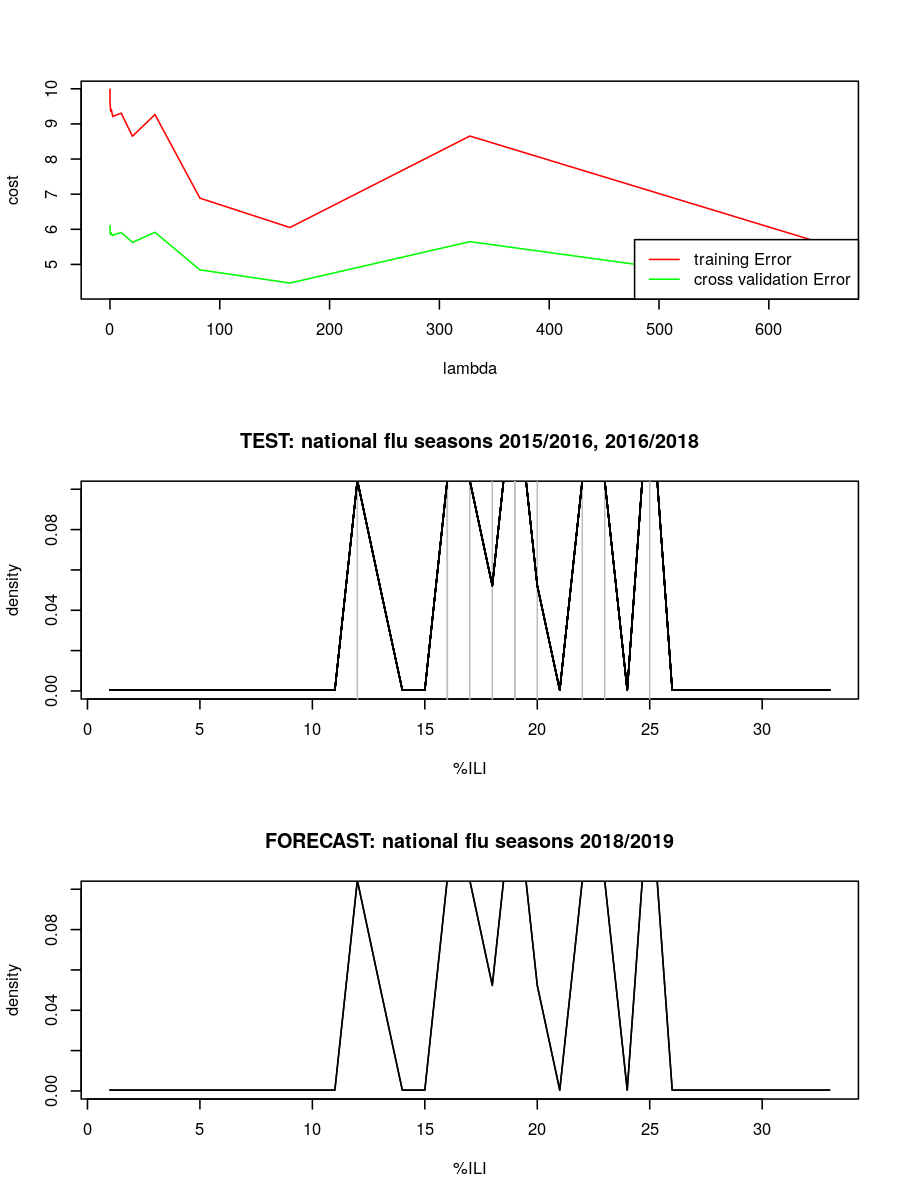 cost
10
9
8
7
6
5
training Error
cross validation Error
0 100 200 300 400 500 600
lambda
TEST: national flu seasons 2015/2016, 2016/2018
density
0.08
0.04
0.00
0 5 10 15 20 25 30
%ILI
FORECAST: national flu seasons 2018/2019
density
0.08
0.04
0.00
0 5 10 15 20 25 30
%ILI